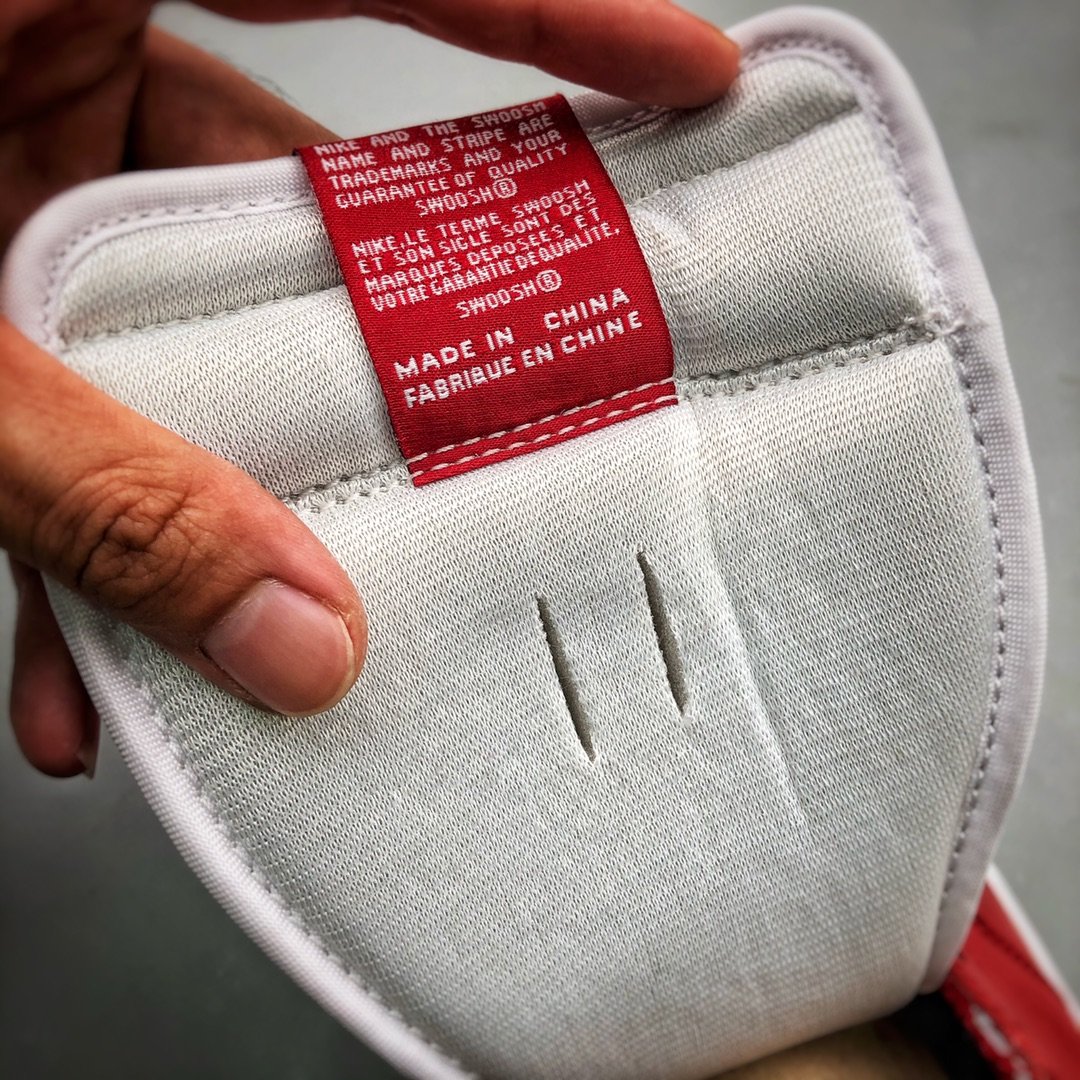 NIKE AND THE SWOOSH
NAME AND STRIPE ARE
TRADEMARKS AND YOUR
GUARANTEE OF QUALITY
SWOOSH®
NIKE, LE TERME SWOOSH
ET SON SIGLE SONT DES
MARQUES DEPOSEES ET
VOTRE GARANTIE DE QUALITE.
SWOOSH®
MADE IN CHINA
FABRIQUE EN CHINE